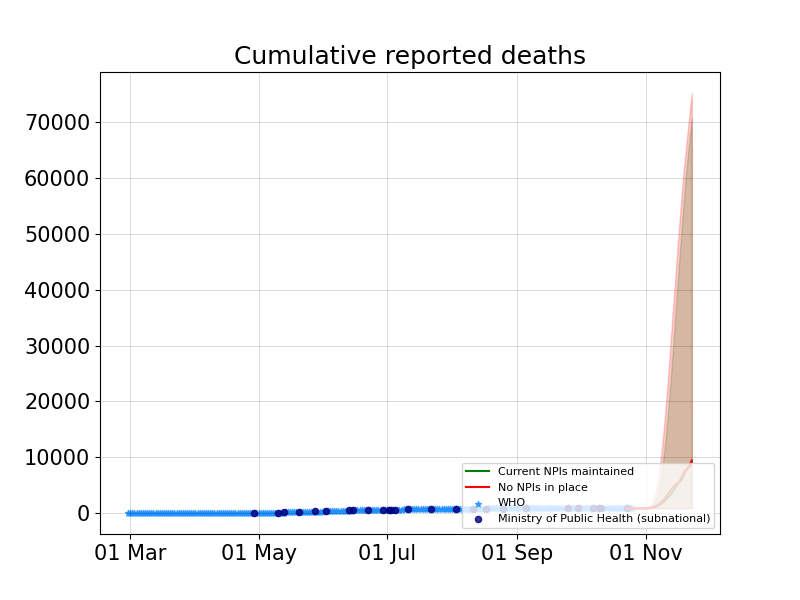 Cumulative reported deaths
70000
60000
50000
40000
30000
20000
10000
0
01 Mar
01 May
01 Jul
01 Sep
01 Nov
Current NPIs maintained
No NPIs in place
WHO
Ministry of Public Health (subnational)